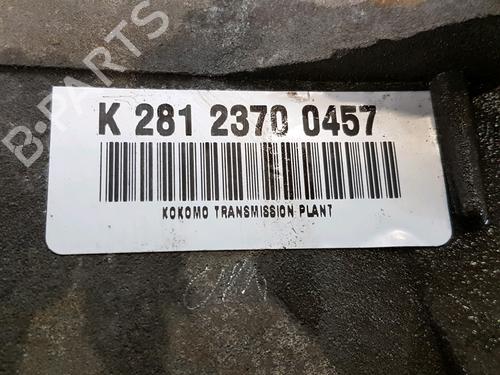 B-PARTS
K 281 2370 0457
KOKOMO TRANSMISSION PLANT